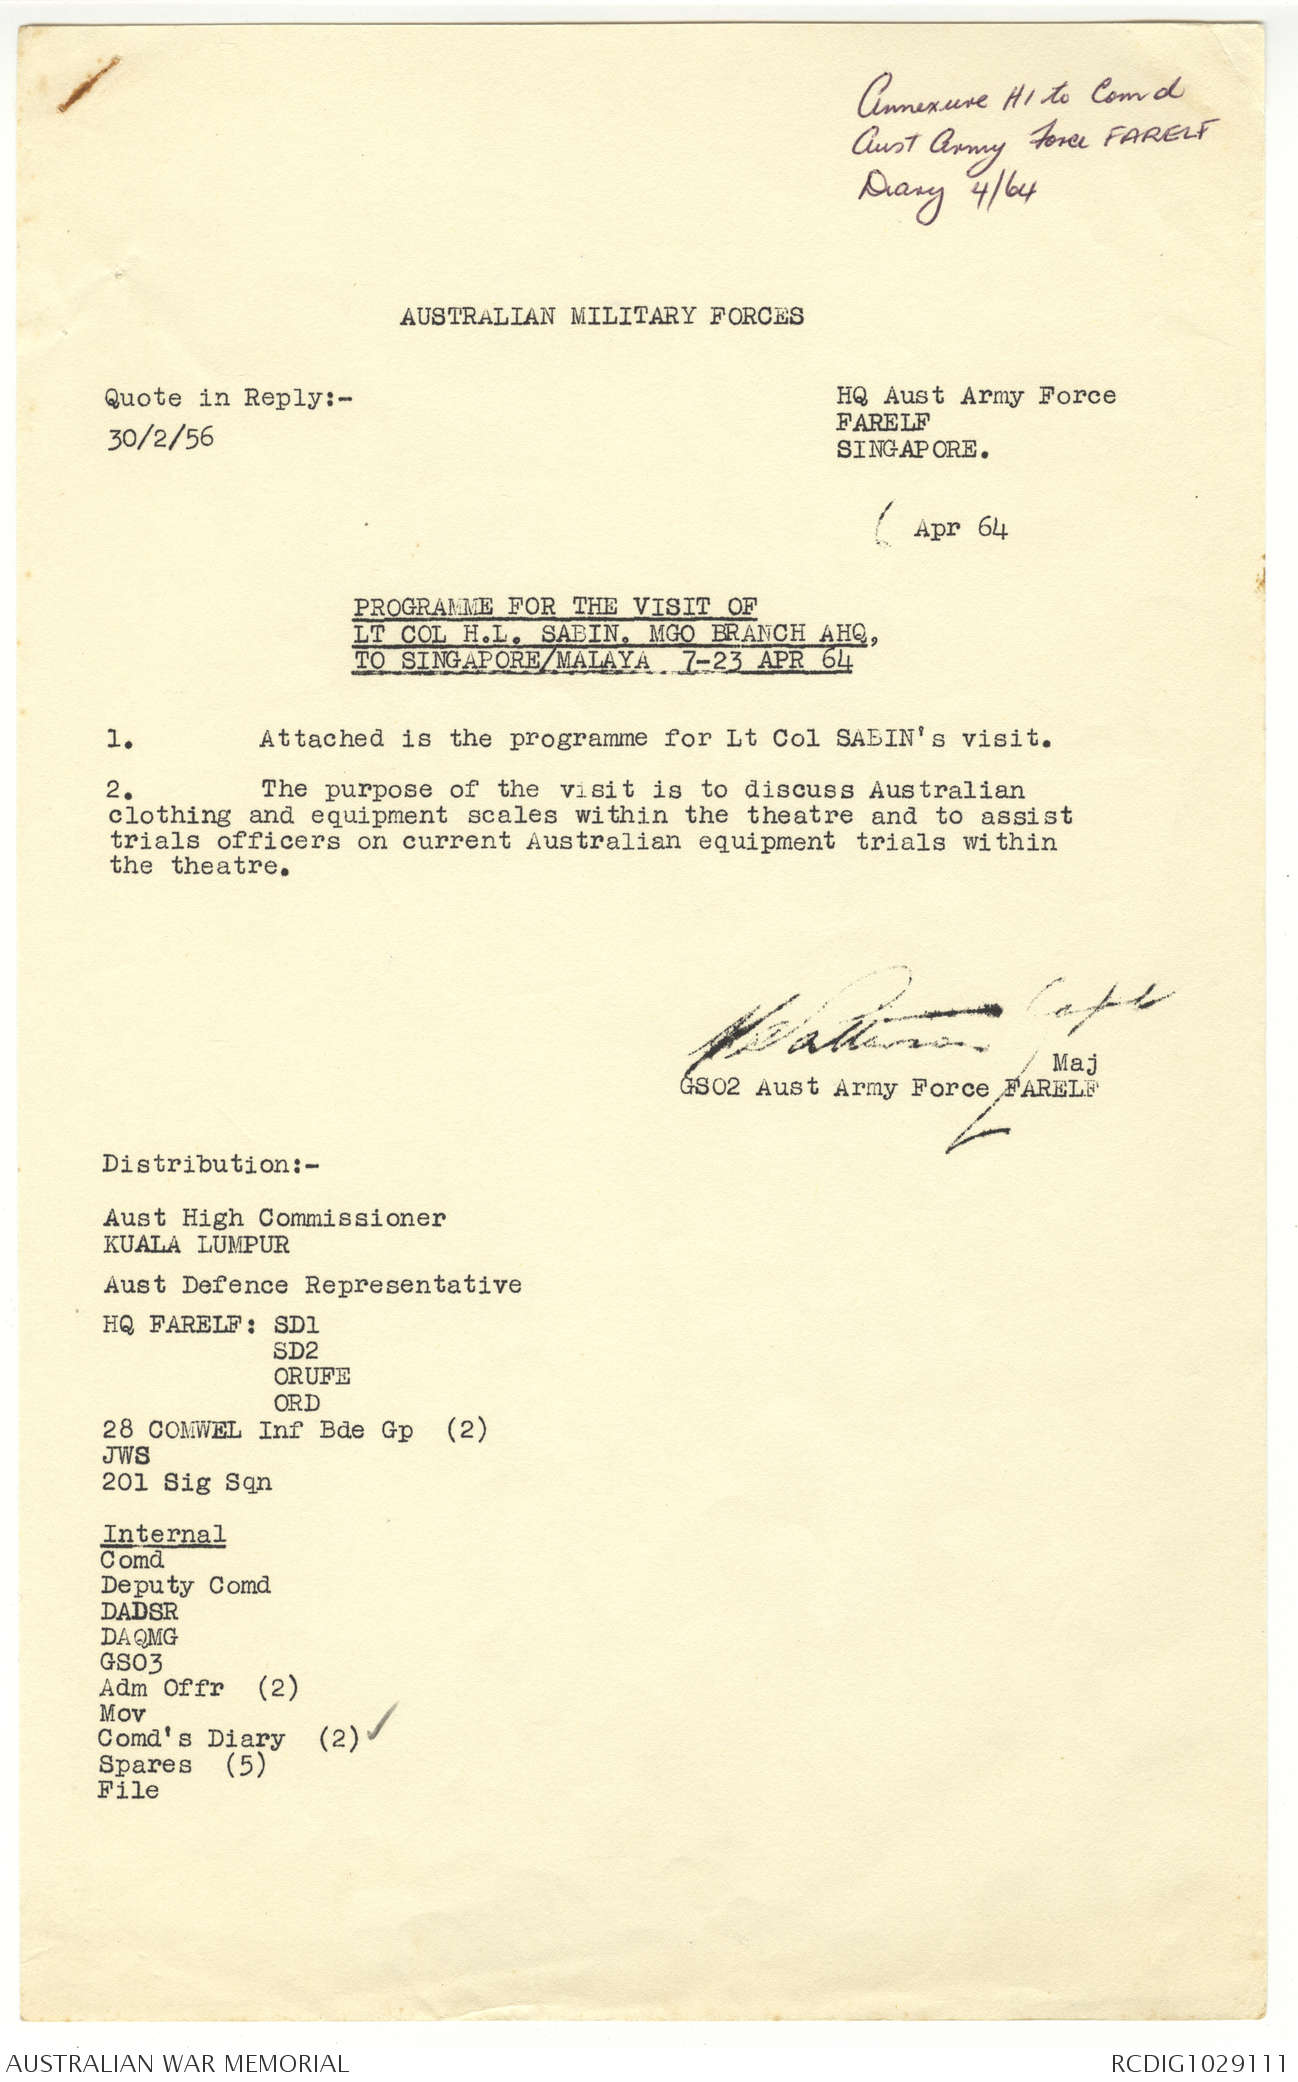 Annexure H1 to Comd
Aust Army Force FARELF
Diary 4/64
AUSTRALIAN MILITARY FORCES
Quote in Reply:-
30/2/56
HQ Aust Army Force
FARELF
SINGAPORE.
Apr 64
PROGRAMME FOR THE VISIT OF
LT COL H.L. SABIN. MGO BRANCH AHQ,
TO SINGAPORE/MALAYA 7-23 APR 64
1. Attached is the programme for Lt Col SABIN's visit.
2. The purpose of the visit is to discuss Australian
clothing and equipment scales within the theatre and to assist
trials officers on current Australian equipment trials within
the theatre.
Capt
Maj
GSO2 Aust Army Force FARELF
Distribution:-
Aust High Commissioner
KUALA LUMPUR
Aust Defence Representative
HQ FARELF: SD1
SD2
ORUFE
ORD
28 COMWEL Inf Bde Gp (2)
JWS
201 Sig Sqn
Internal
Comd
Deputy Comd
DADSR
DAQMG
GSO3
Adm Offr (2)
Mov
Comd's Diary (2)
Spares (5)
File
AUSTRALIAN WAR MEMORIAL
RCDIG1029111